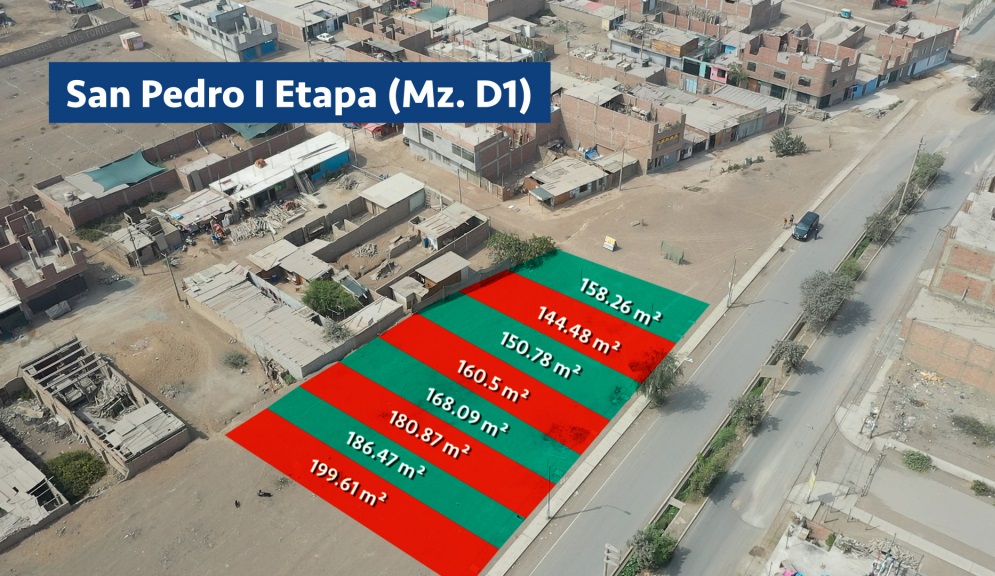 San Pedro I Etapa (Mz. D1)
158.26 m²
144.48 m²
150.78 m²
160.5 m²
168.09 m²
180.87 m²
186.47 m²
199.61 m²